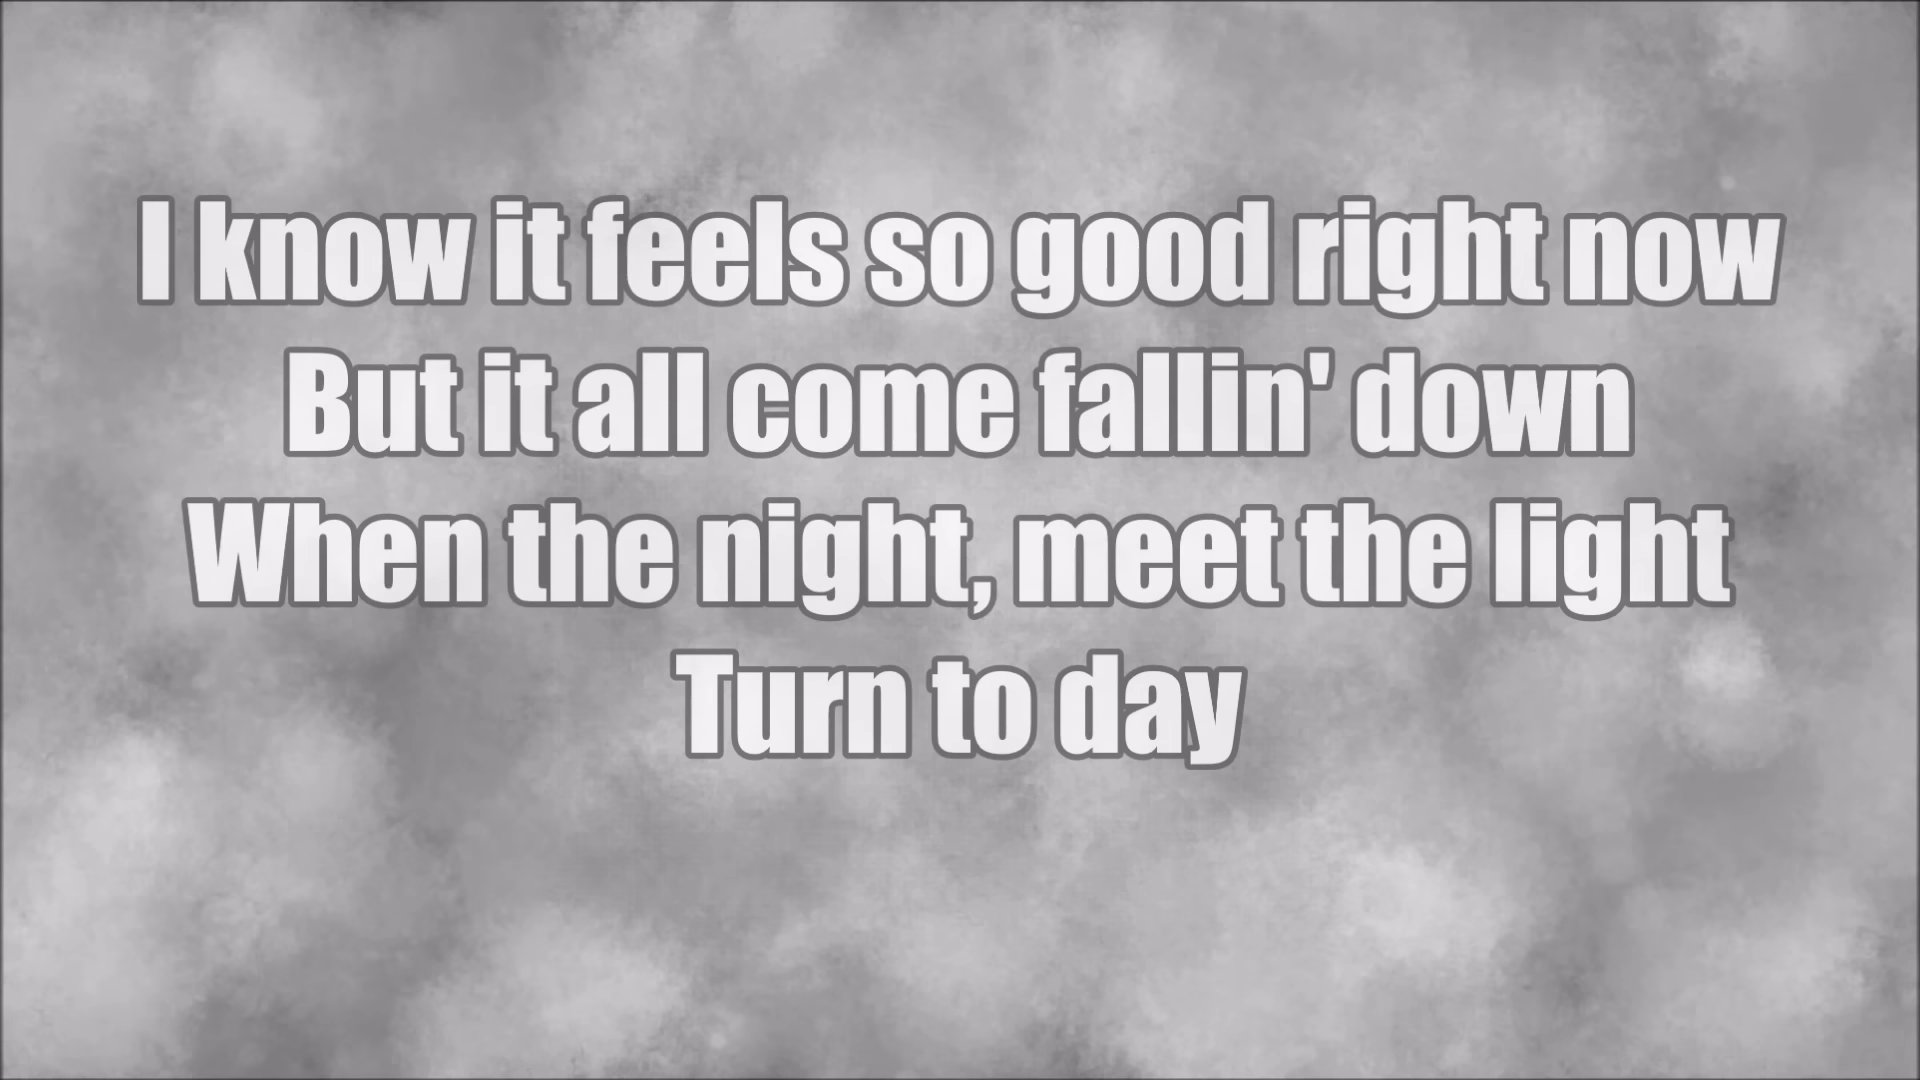 I know it feels so good right now
But it all come fallin' down
When the night, meet the light
Turn to day